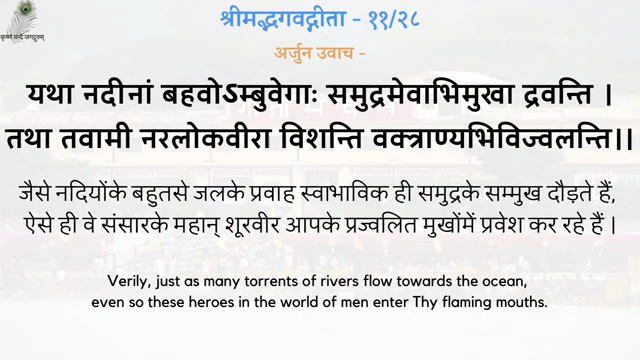 श्रीमद्भगवद्गीता - ११/२८
कृष्णं वन्दे जगद्गुरुम्
अर्जुन उवाच -
यथा नदीनां बहवोऽम्बुवेगाः समुद्रमेवाभिमुखा द्रवन्ति ।
तथा तवामी नरलोकवीरा विशन्ति वक्त्राण्यभिविज्वलन्ति।।
जैसे नदियोंके बहुतसे जलके प्रवाह स्वाभाविक ही समुद्रके सम्मुख दौड़ते हैं,
ऐसे ही वे संसारके महान् शूरवीर आपके प्रज्वलित मुखोंमें प्रवेश कर रहे हैं ।
Verily, just as many torrents of rivers flow towards the ocean,
even so these heroes in the world of men enter Thy flaming mouths.